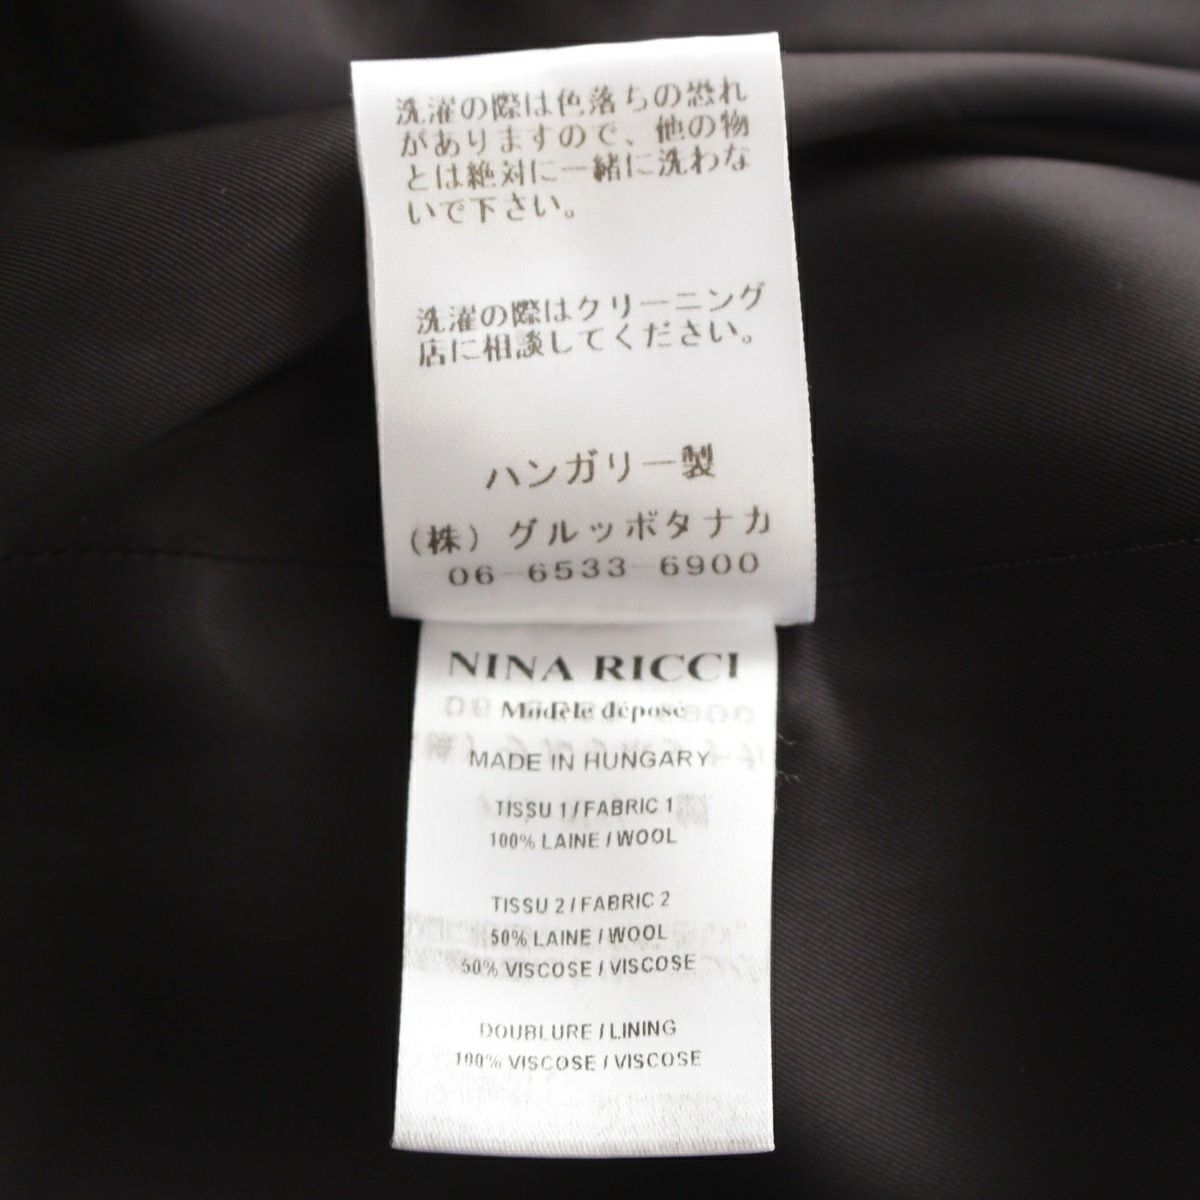 洗濯の際は色落ちの恐れ
がありますので、他の物
とは絶対に一緒に洗わな
いで下さい。
洗濯の際はクリーニング
店に相談してください。
ハンガリー製
（株）グルッポタナカ
06-6533-6900
NINA RICCI
Modèle déposé
MADE IN HUNGARY
TISSU 1 / FABRIC 1
100% LAINE / WOOL
TISSU 2 / FABRIC 2
50% LAINE / WOOL
50% VISCOSE / VISCOSE
DOUBLURE / LINING
100% VISCOSE / VISCOSE